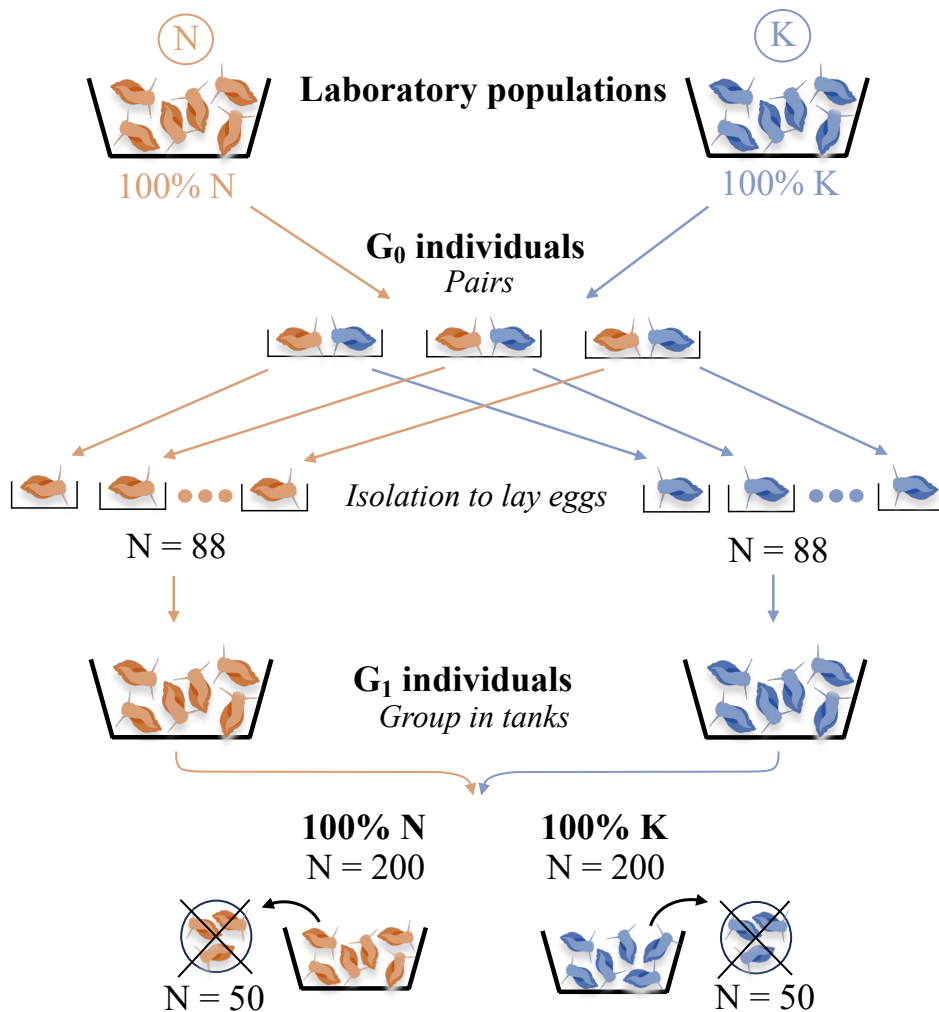 N
K
Laboratory populations
100% N
100% K
G₀ individuals
Pairs
Isolation to lay eggs
N = 88
N = 88
G₁ individuals
Group in tanks
100% N
100% K
N = 200
N = 200
N = 50
N = 50